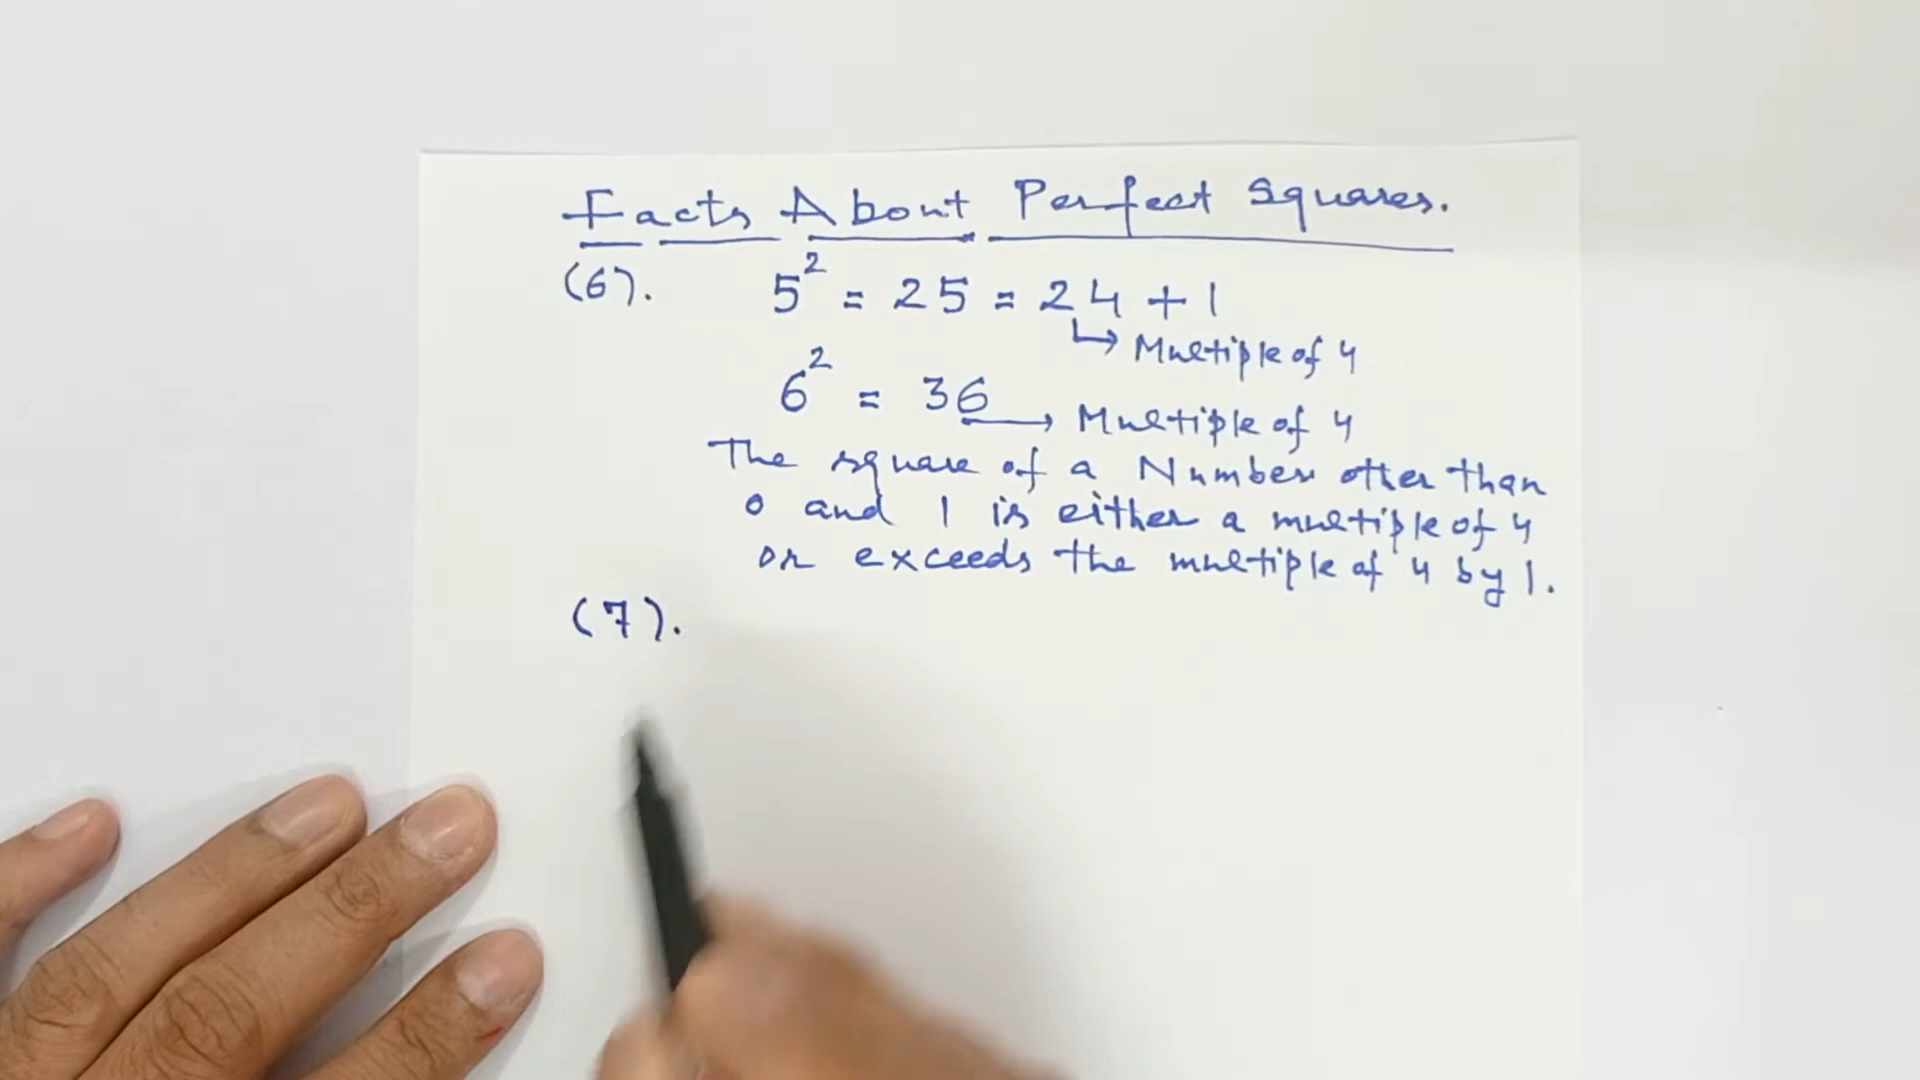 Facts About Perfect Squares.
(6). 5² = 25 = 24 + 1
↳ Multiple of 4
6² = 36 → Multiple of 4
The square of a Number other than
0 and 1 is either a multiple of 4
or exceeds the multiple of 4 by 1.
(7).